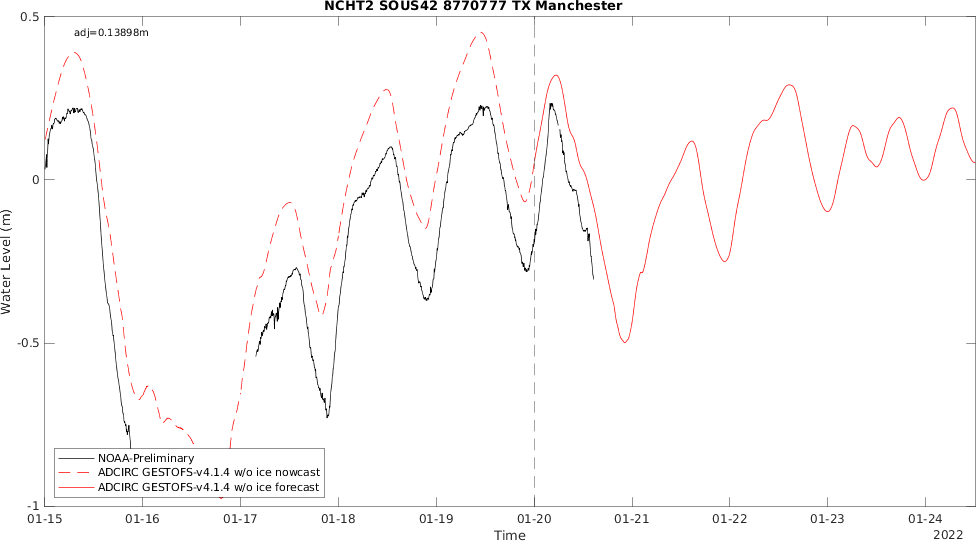 NCHT2 SOUS42 8770777 TX Manchester
adj=0.13898m
0.5
0
-0.5
-1
Water Level (m)
NOAA-Preliminary
ADCIRC GESTOFS-v4.1.4 w/o ice nowcast
ADCIRC GESTOFS-v4.1.4 w/o ice forecast
01-15 01-16 01-17 01-18 01-19 01-20 01-21 01-22 01-23 01-24
Time
2022